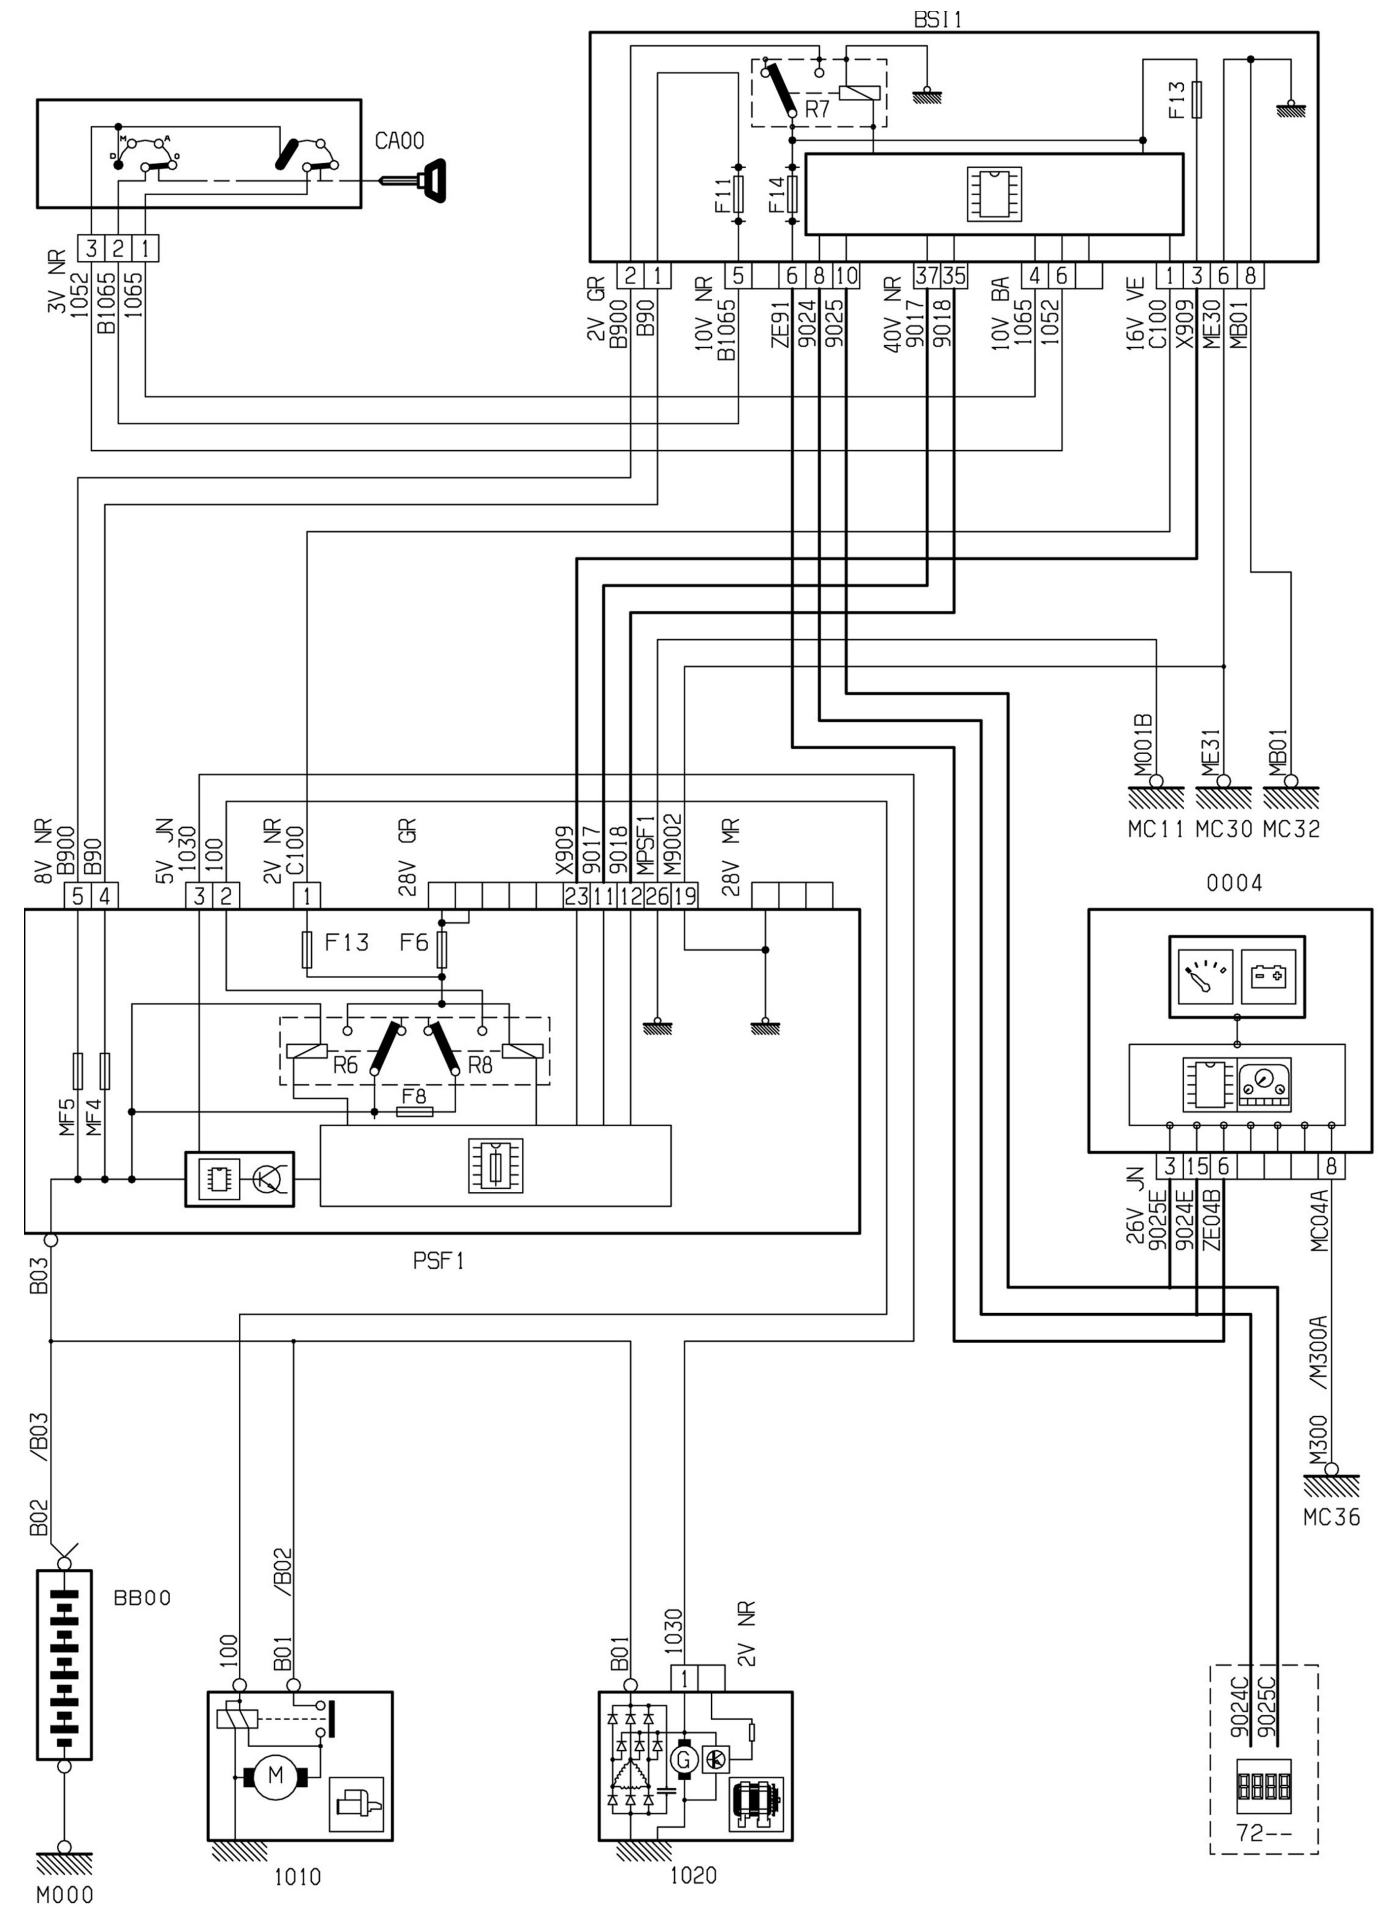 BSI1
CA00
M A
D D
R7
F13
F11
F14
3 2 1
3V NR
1052
B1065
1065
2 1 5 6 8 10 37 35 4 6 1 3 6 8
2V GR
B900
B90
10V NR
B1065
ZE91
9024
9025
40V NR
9017
9018
10V BA
1065
1052
16V VE
C100
X909
ME30
MB01
M001B
ME31
MB01
MC11 MC30 MC32
8V NR
B900
B90
5V JN
1030
100
2V NR
C100
28V GR
X909
9017
9018
MPSF1
M9002
28V MR
5 4 3 2 1 23 11 12 26 19
F13 F6
R6 R8
F8
MF5
MF4
PSF1
0004
3 15 6 8
26V JN
9025E
9024E
ZE04B
MC04A
M300 /M300A
MC36
B03
/B03
B02
BB00
M000
100
B01
/B02
M
1010
B01
1030
2V NR
1
G
1020
9024C
9025C
72--